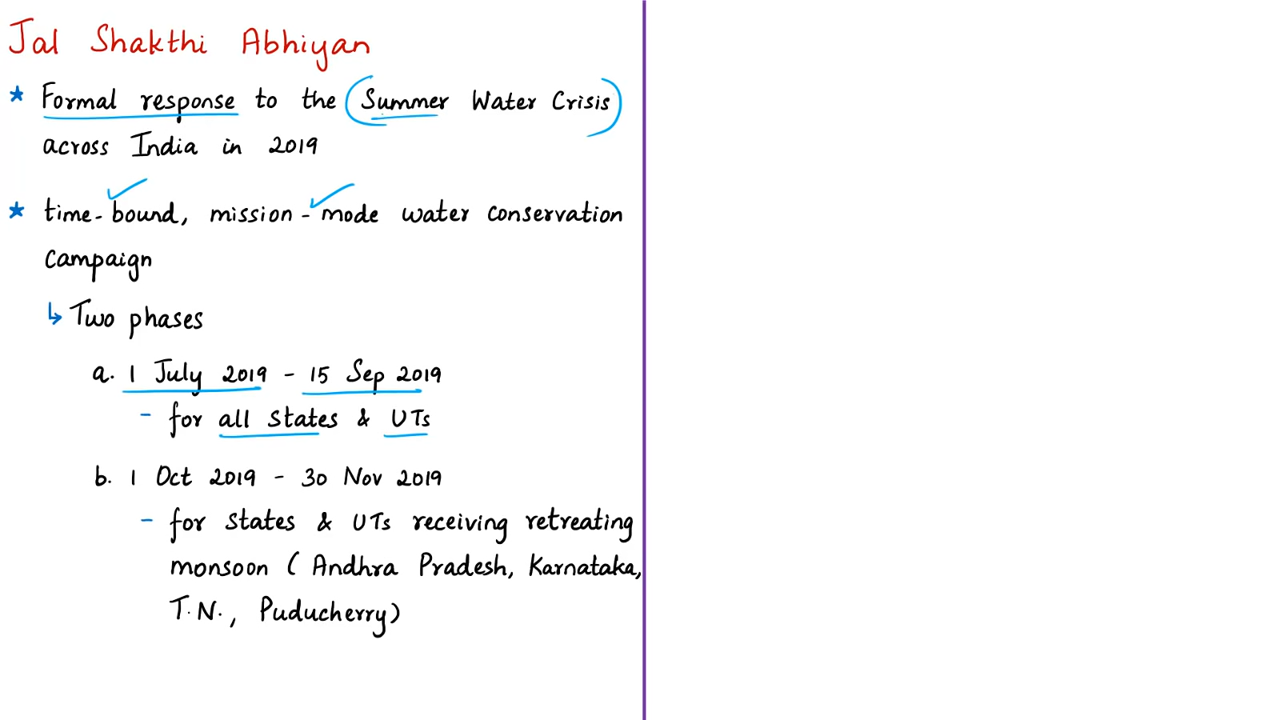 Jal Shakthi Abhiyan
* Formal response to the (Summer Water Crisis)
across India in 2019
* time-bound, mission-mode water conservation
campaign
↳ Two phases
a. 1 July 2019 - 15 Sep 2019
- for all states & UTs
b. 1 Oct 2019 - 30 Nov 2019
- for states & UTs receiving retreating
monsoon (Andhra Pradesh, Karnataka,
T.N., Puducherry)